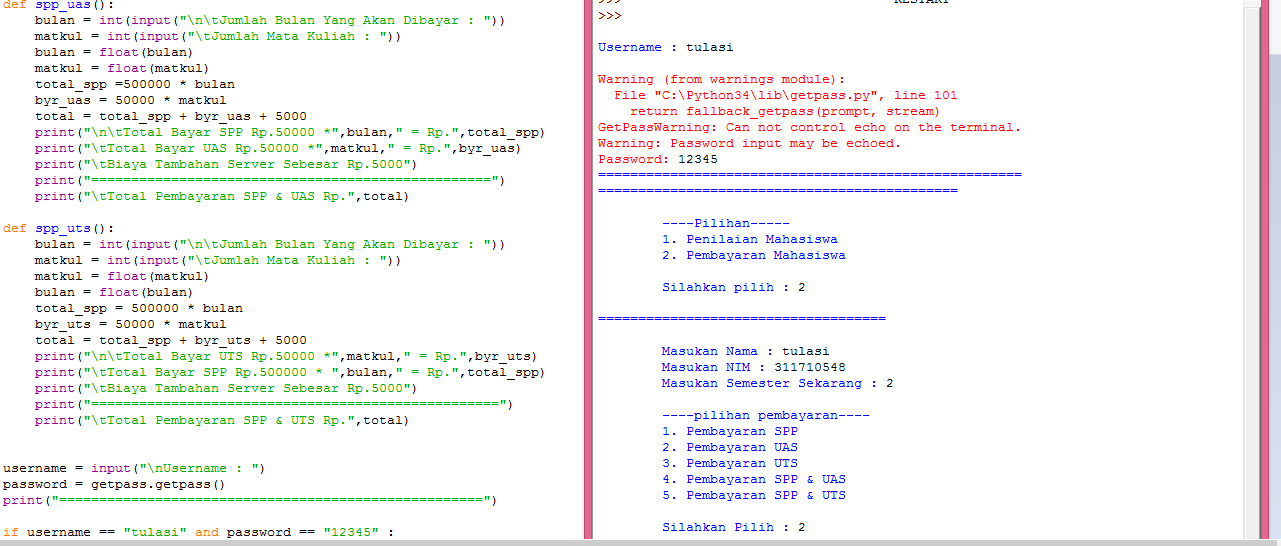 def spp_uas():
    bulan = int(input("\n\tJumlah Bulan Yang Akan Dibayar : "))
    matkul = int(input("\tJumlah Mata Kuliah : "))
    bulan = float(bulan)
    matkul = float(matkul)
    total_spp =500000 * bulan
    byr_uas = 50000 * matkul
    total = total_spp + byr_uas + 5000
    print("\n\tTotal Bayar SPP Rp.50000 *",bulan," = Rp.",total_spp)
    print("\tTotal Bayar UAS Rp.50000 *",matkul," = Rp.",byr_uas)
    print("\tBiaya Tambahan Server Sebesar Rp.5000")
    print("==================================================")
    print("\tTotal Pembayaran SPP & UAS Rp.",total)
def spp_uts():
    bulan = int(input("\n\tJumlah Bulan Yang Akan Dibayar : "))
    matkul = int(input("\tJumlah Mata Kuliah : "))
    matkul = float(matkul)
    bulan = float(bulan)
    total_spp = 500000 * bulan
    byr_uts = 50000 * matkul
    total = total_spp + byr_uts + 5000
    print("\n\tTotal Bayar UTS Rp.50000 *",matkul," = Rp.",byr_uts)
    print("\tTotal Bayar SPP Rp.500000 * ",bulan," = Rp.",total_spp)
    print("\tBiaya Tambahan Server Sebesar Rp.5000")
    print("===================================================")
    print("\tTotal Pembayaran SPP & UTS Rp.",total)
username = input("\nUsername : ")
password = getpass.getpass()
print("=====================================================")
if username == "tulasi" and password == "12345" :
>>> RESTART
>>>
Username : tulasi
Warning (from warnings module):
  File "C:\Python34\lib\getpass.py", line 101
    return fallback_getpass(prompt, stream)
GetPassWarning: Can not control echo on the terminal.
Warning: Password input may be echoed.
Password: 12345
=====================================================
=============================================
        ----Pilihan-----
        1. Penilaian Mahasiswa
        2. Pembayaran Mahasiswa
        Silahkan pilih : 2
====================================
        Masukan Nama : tulasi
        Masukan NIM : 311710548
        Masukan Semester Sekarang : 2
        ----pilihan pembayaran----
        1. Pembayaran SPP
        2. Pembayaran UAS
        3. Pembayaran UTS
        4. Pembayaran SPP & UAS
        5. Pembayaran SPP & UTS
        Silahkan Pilih : 2